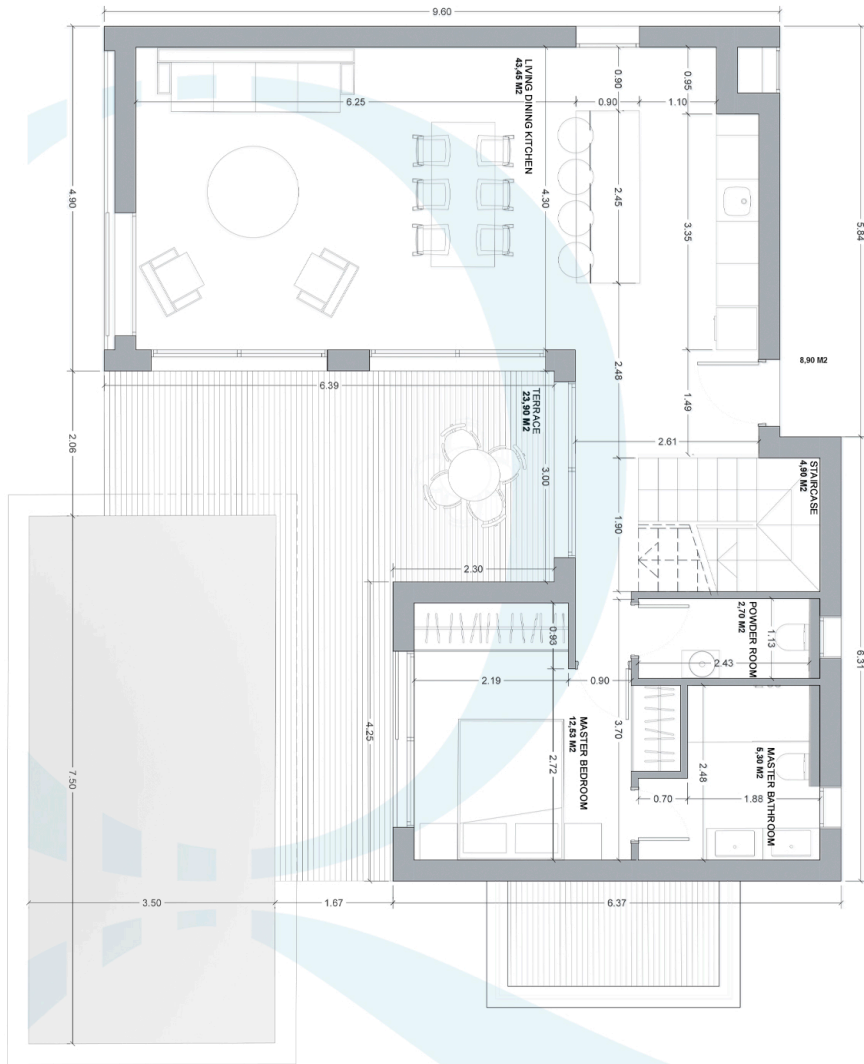 9.60
0.90
0.95
LIVING DINING KITCHEN
43,45 M2
6.25
0.90
1.10
4.90
4.30
2.45
3.35
5.84
8,90 M2
6.39
2.48
1.49
TERRACE
23,90 M2
2.61
2.06
3.00
STAIRCASE
4,90 M2
1.90
2.30
0.93
POWDER ROOM
2,70 M2
1.13
6.31
2.43
2.19
0.90
4.25
MASTER BEDROOM
12,53 M2
3.70
2.72
2.48
MASTER BATHROOM
5,30 M2
0.70
1.88
7.50
3.50
1.67
6.37